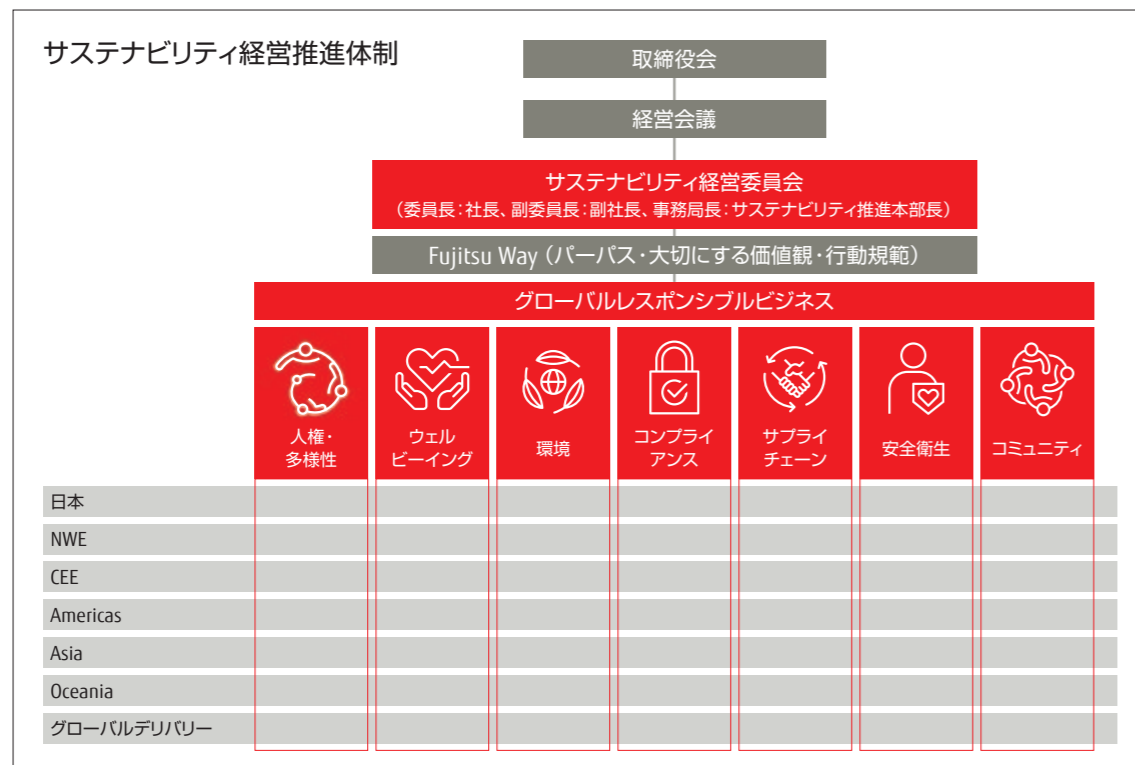 サステナビリティ経営推進体制
取締役会
経営会議
サステナビリティ経営委員会
（委員長：社長、副委員長：副社長、事務局長：サステナビリティ推進本部長）
Fujitsu Way（パーパス・大切にする価値観・行動規範）
グローバルレスポンシブルビジネス
人権・
多様性
ウェル
ビーイング
環境
コンプライ
アンス
サプライ
チェーン
安全衛生
コミュニティ
日本
NWE
CEE
Americas
Asia
Oceania
グローバルデリバリー